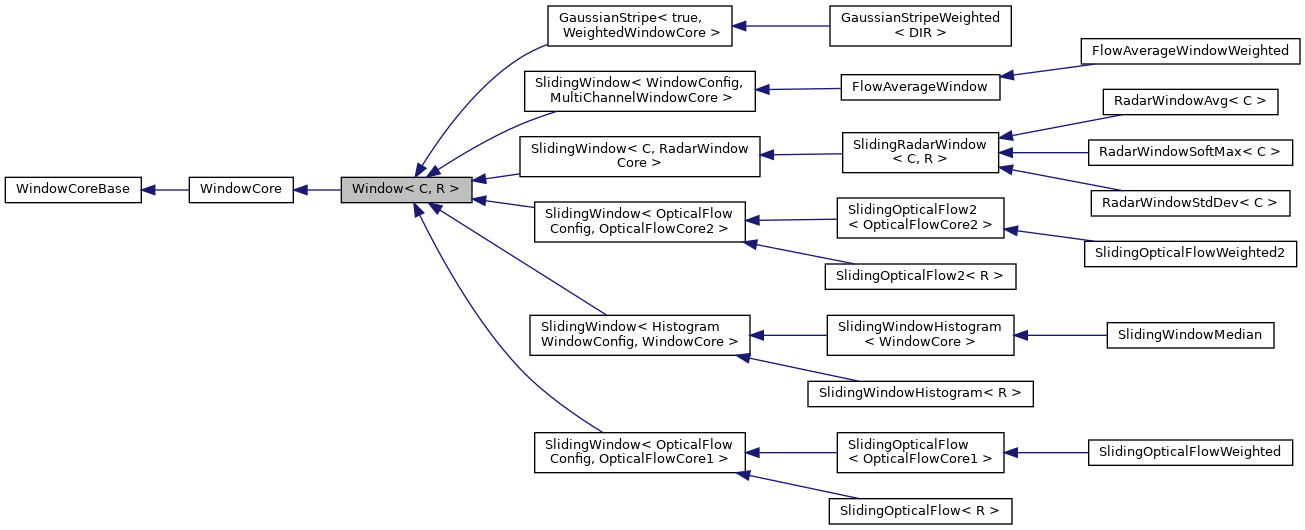 WindowCoreBase
WindowCore
Window< C, R >
GaussianStripe< true,
WeightedWindowCore >
GaussianStripeWeighted
< DIR >
SlidingWindow< WindowConfig,
MultiChannelWindowCore >
FlowAverageWindow
FlowAverageWindowWeighted
SlidingWindow< C, RadarWindow
Core >
SlidingRadarWindow
< C, R >
RadarWindowAvg< C >
RadarWindowSoftMax< C >
RadarWindowStdDev< C >
SlidingWindow< OpticalFlow
Config, OpticalFlowCore2 >
SlidingOpticalFlow2
< OpticalFlowCore2 >
SlidingOpticalFlowWeighted2
SlidingOpticalFlow2< R >
SlidingWindow< Histogram
WindowConfig, WindowCore >
SlidingWindowHistogram
< WindowCore >
SlidingWindowMedian
SlidingWindowHistogram< R >
SlidingWindow< OpticalFlow
Config, OpticalFlowCore1 >
SlidingOpticalFlow
< OpticalFlowCore1 >
SlidingOpticalFlowWeighted
SlidingOpticalFlow< R >